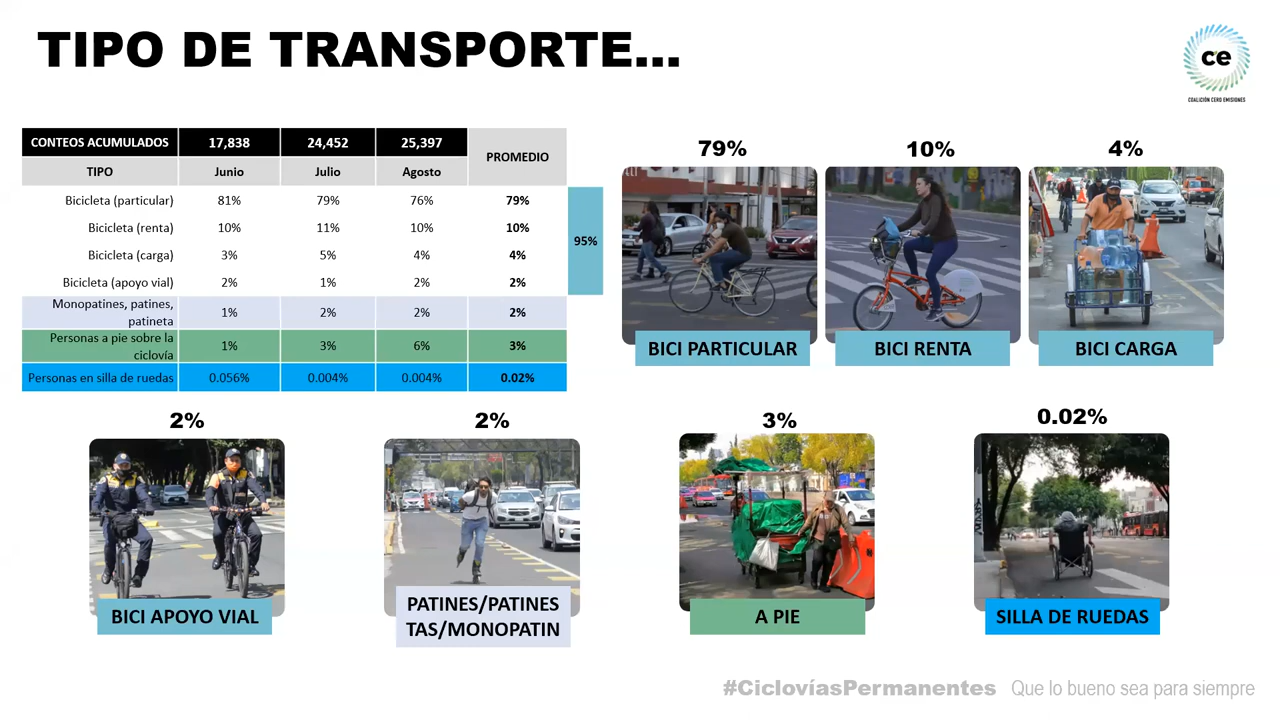 TIPO DE TRANSPORTE...
c'e
COALICIÓN CERO EMISIONES
CONTEOS ACUMULADOS 17,838 24,452 25,397 PROMEDIO
TIPO Junio Julio Agosto
Bicicleta (particular) 81% 79% 76% 79%
Bicicleta (renta) 10% 11% 10% 10%
Bicicleta (carga) 3% 5% 4% 4%
Bicicleta (apoyo vial) 2% 1% 2% 2%
95%
Monopatines, patines,
patineta 1% 2% 2% 2%
Personas a pie sobre la
ciclovía 1% 3% 6% 3%
Personas en silla de ruedas 0.056% 0.004% 0.004% 0.02%
79% 10% 4%
BICI PARTICULAR BICI RENTA BICI CARGA
2% 2% 3% 0.02%
BICI APOYO VIAL PATINES/PATINES
TAS/MONOPATIN A PIE SILLA DE RUEDAS
#CiclovíasPermanentes Que lo bueno sea para siempre